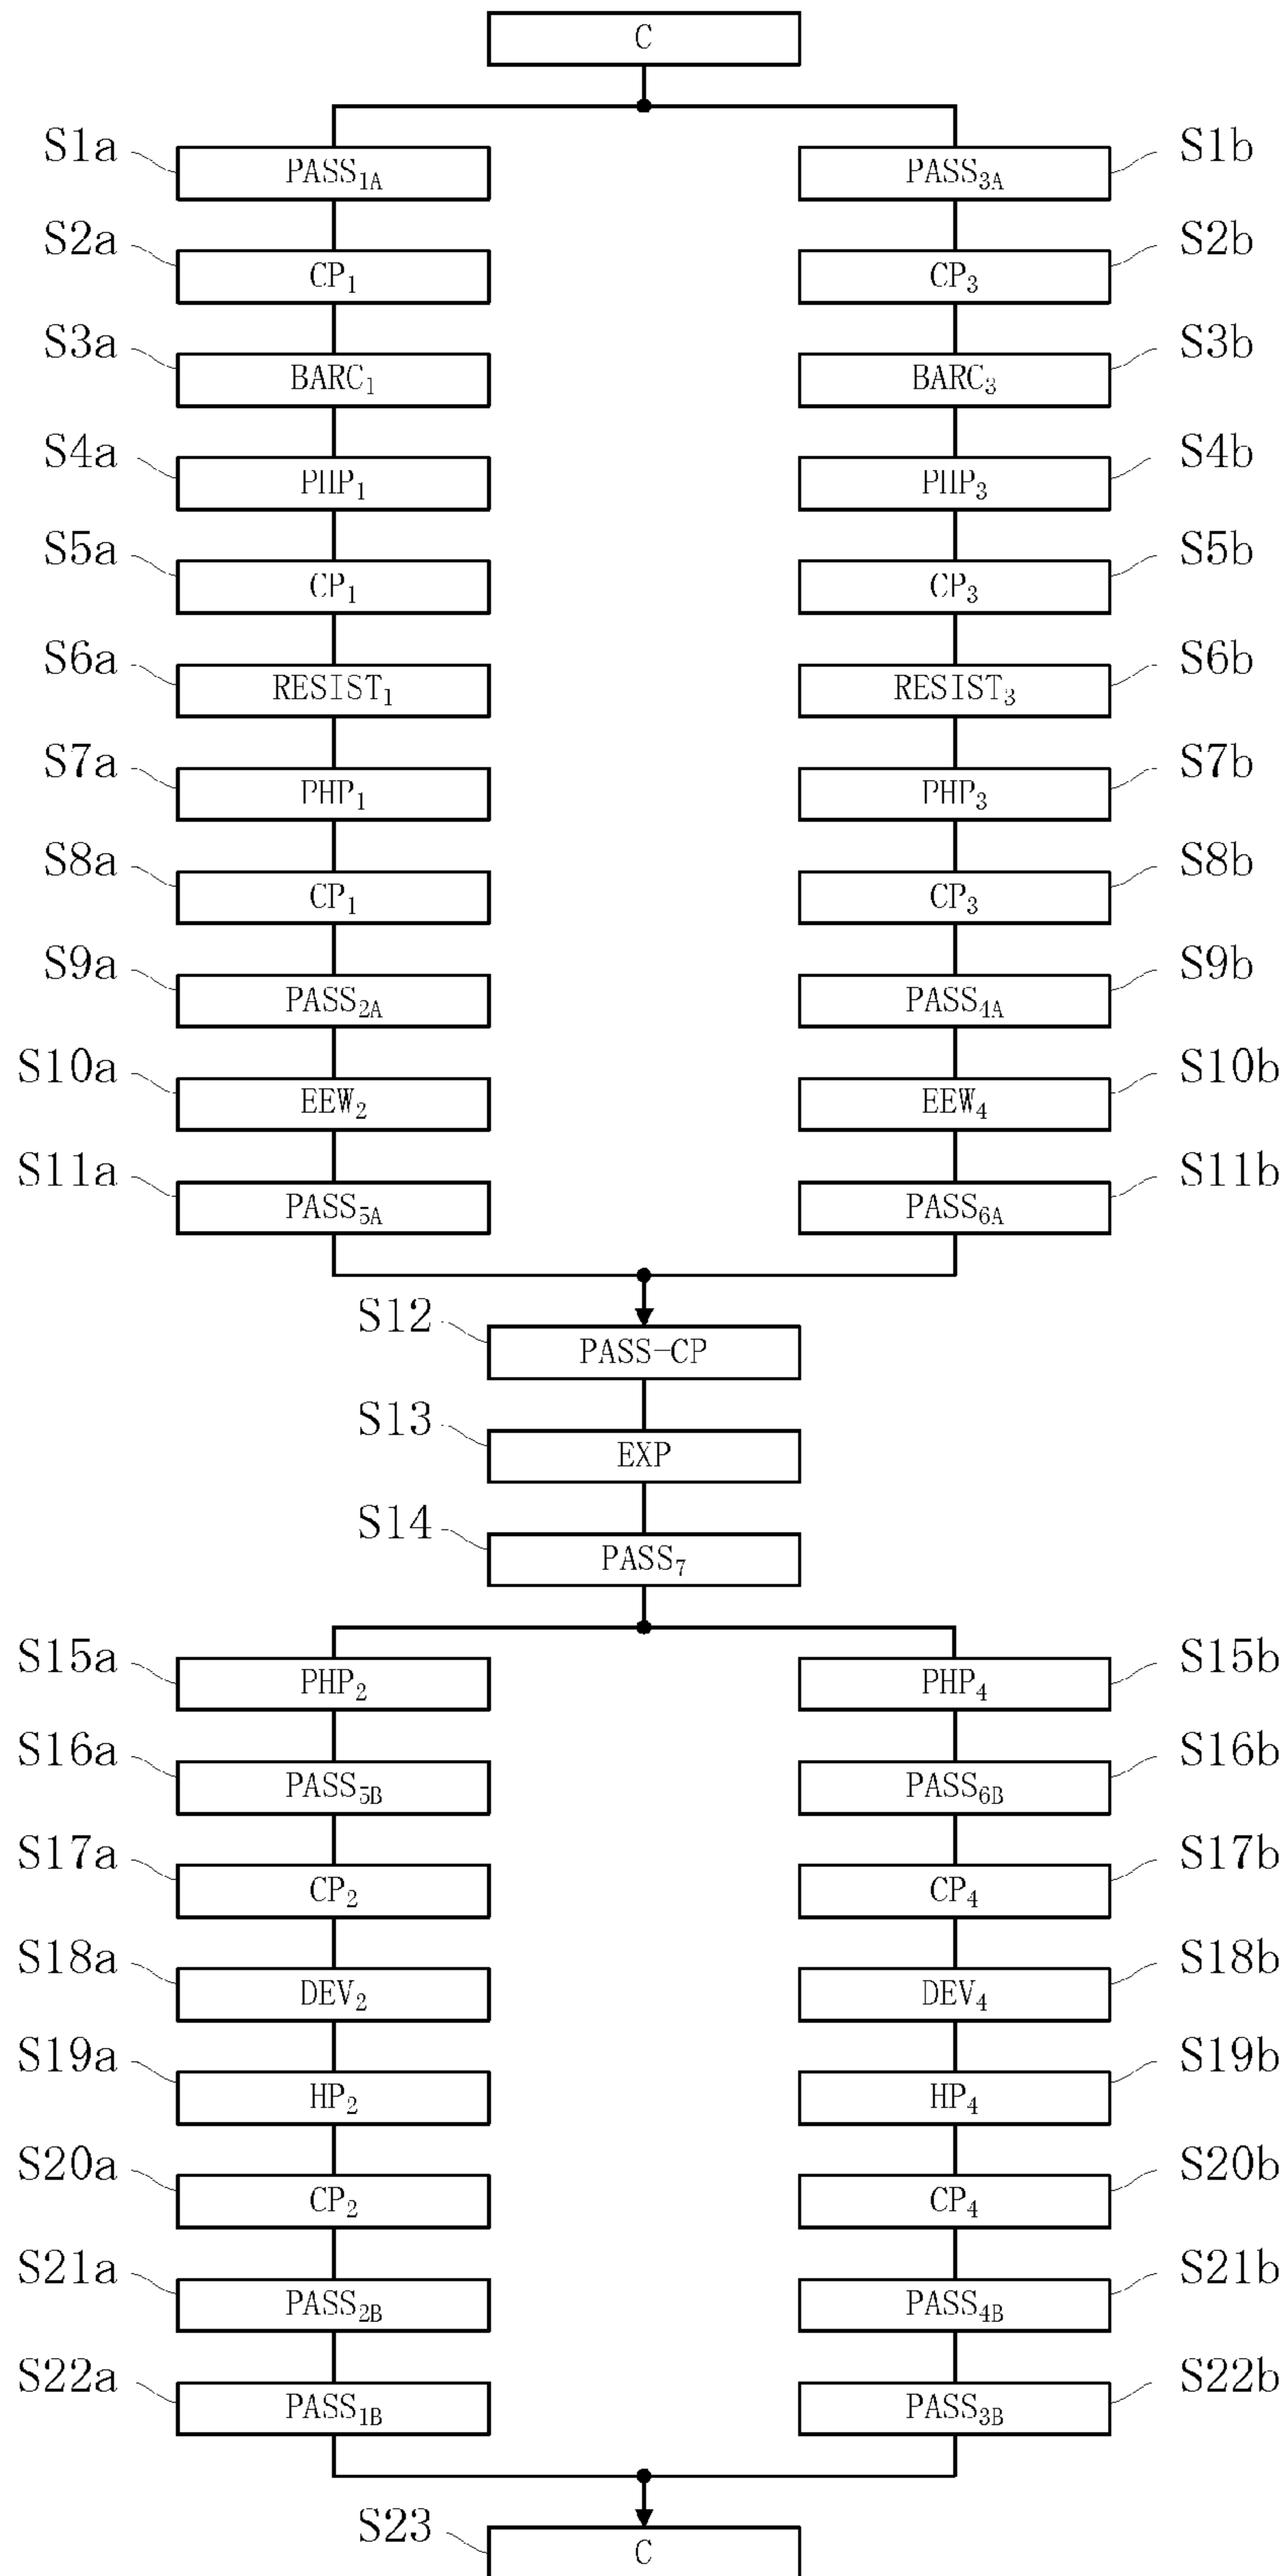 C
S1a PASS1A PASS3A S1b
S2a CP1 CP3 S2b
S3a BARC1 BARC3 S3b
S4a PHP1 PHP3 S4b
S5a CP1 CP3 S5b
S6a RESIST1 RESIST3 S6b
S7a PHP1 PHP3 S7b
S8a CP1 CP3 S8b
S9a PASS2A PASS4A S9b
S10a EEW2 EEW4 S10b
S11a PASS5A PASS6A S11b
S12 PASS-CP
S13 EXP
S14 PASS7
S15a PHP2 PHP4 S15b
S16a PASS5B PASS6B S16b
S17a CP2 CP4 S17b
S18a DEV2 DEV4 S18b
S19a HP2 HP4 S19b
S20a CP2 CP4 S20b
S21a PASS2B PASS4B S21b
S22a PASS1B PASS3B S22b
S23 C